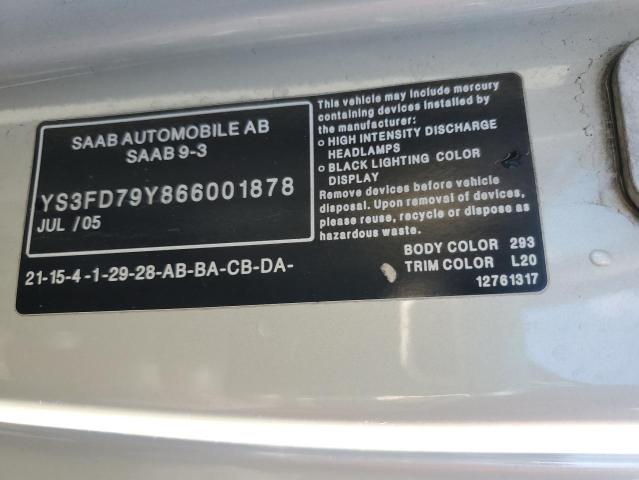 SAAB AUTOMOBILE AB
SAAB 9-3
YS3FD79Y866001878
JUL /05
21-15-4 -1-29-28-AB-BA-CB-DA-
This vehicle may include mercury
containing devices installed by
the manufacturer:
o HIGH INTENSITY DISCHARGE
HEADLAMPS
o BLACK LIGHTING COLOR
DISPLAY
Remove devices before vehicle
disposal. Upon removal of devices,
please reuse, recycle or dispose as
hazardous waste.
BODY COLOR 293
TRIM COLOR L20
12761317